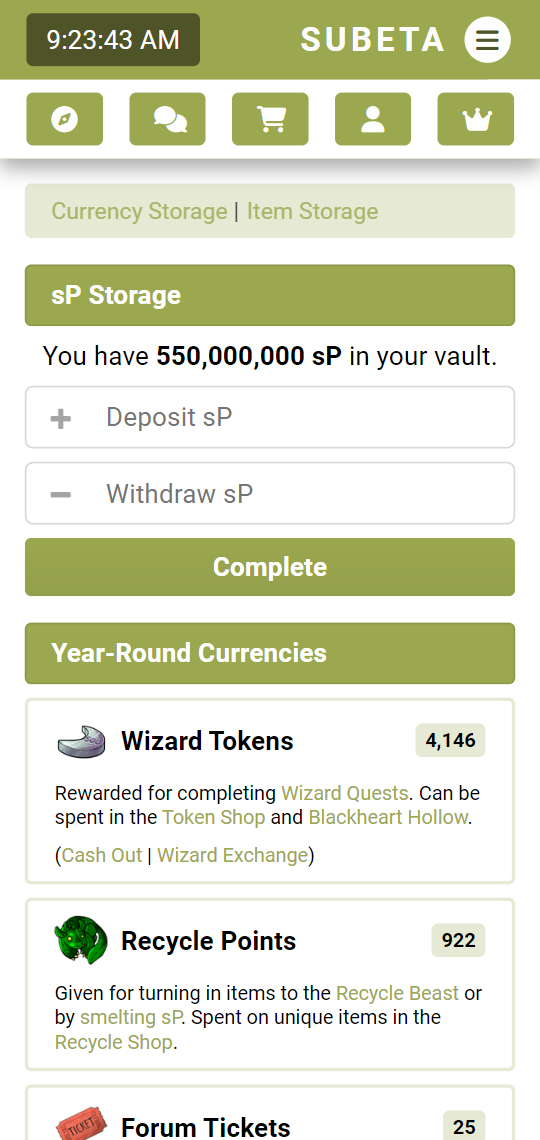 9:23:43 AM
SUBETA
Currency Storage | Item Storage
sP Storage
You have 550,000,000 sP in your vault.
Deposit sP
Withdraw sP
Complete
Year-Round Currencies
Wizard Tokens
4,146
Rewarded for completing Wizard Quests. Can be
spent in the Token Shop and Blackheart Hollow.
(Cash Out | Wizard Exchange)
Recycle Points
922
Given for turning in items to the Recycle Beast or
by smelting sP. Spent on unique items in the
Recycle Shop.
TICKET
Forum Tickets
25